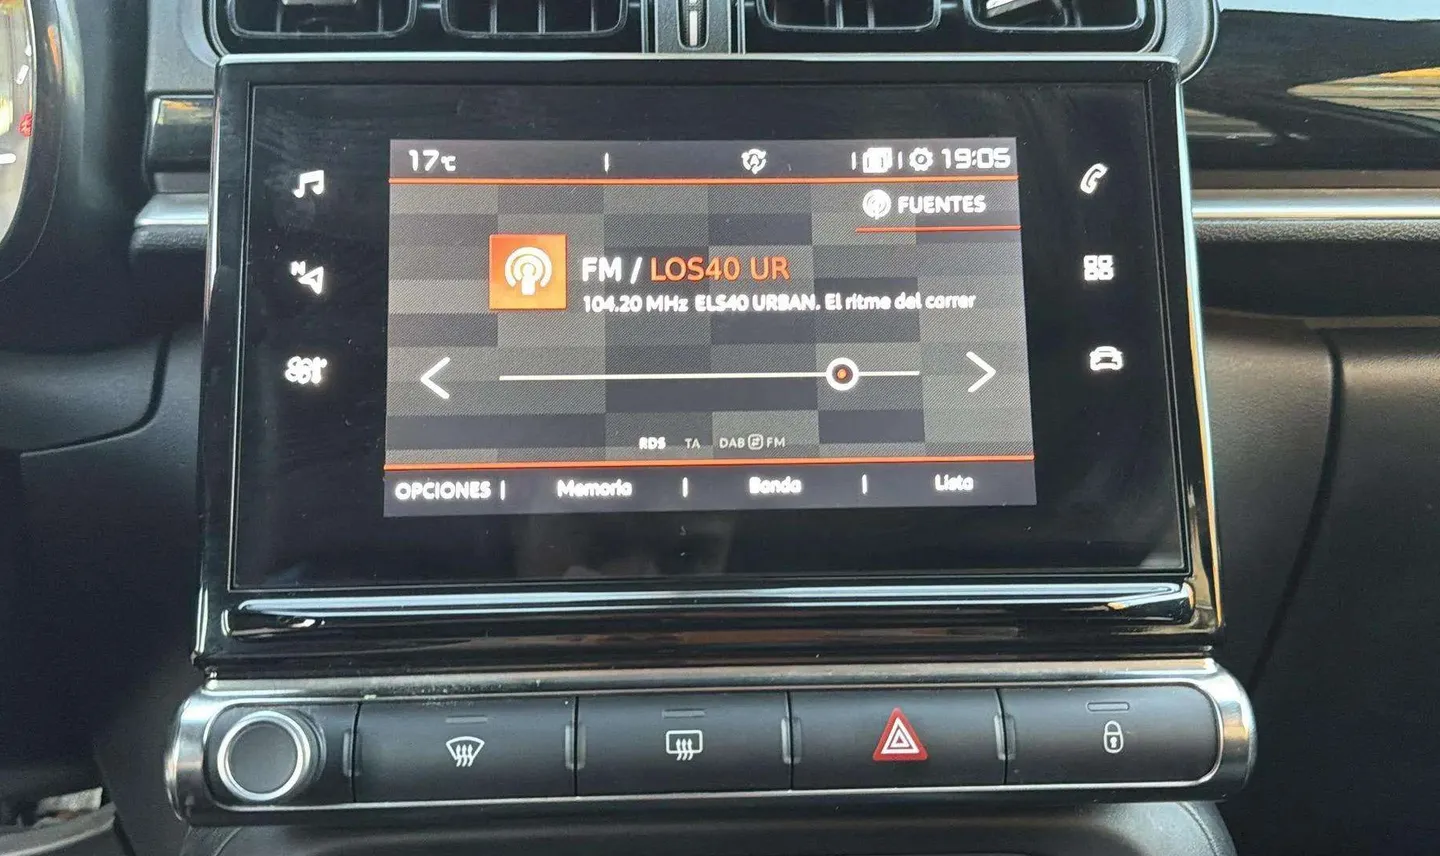 17°C
19:05
FUENTES
FM / LOS40 UR
104.20 MHz ELS40 URBAN. El ritme del carrer
RDS TA DAB FM
OPCIONES | Memoria | Banda | Lista
N